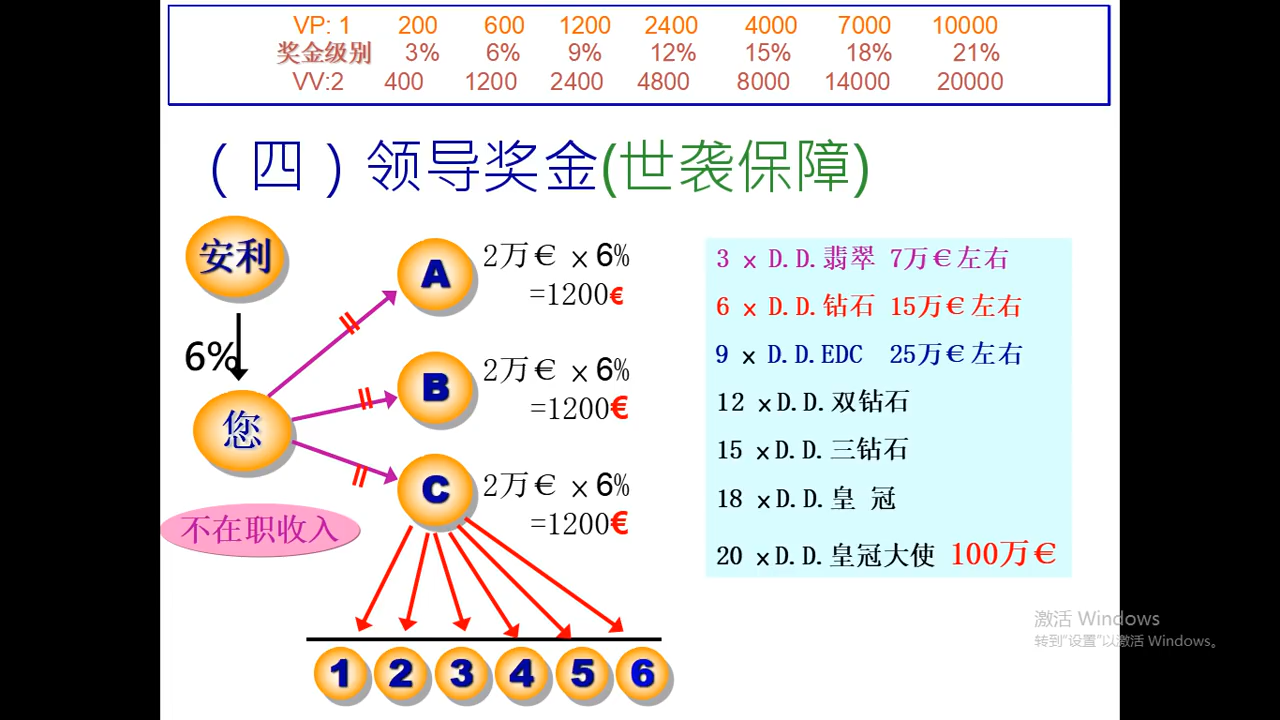 VP: 1 200 600 1200 2400 4000 7000 10000
奖金级别 3% 6% 9% 12% 15% 18% 21%
VV:2 400 1200 2400 4800 8000 14000 20000
（四）领导奖金(世袭保障)
安利
6%
您
不在职收入
A
2万€ x 6%
=1200€
B
2万€ x 6%
=1200€
C
2万€ x 6%
=1200€
1 2 3 4 5 6
3 x D.D.翡翠 7万€左右
6 x D.D.钻石 15万€左右
9 x D.D.EDC 25万€左右
12 xD.D.双钻石
15 xD.D.三钻石
18 xD.D.皇 冠
20 xD.D.皇冠大使 100万€
激活 Windows
转到"设置"以激活 Windows。